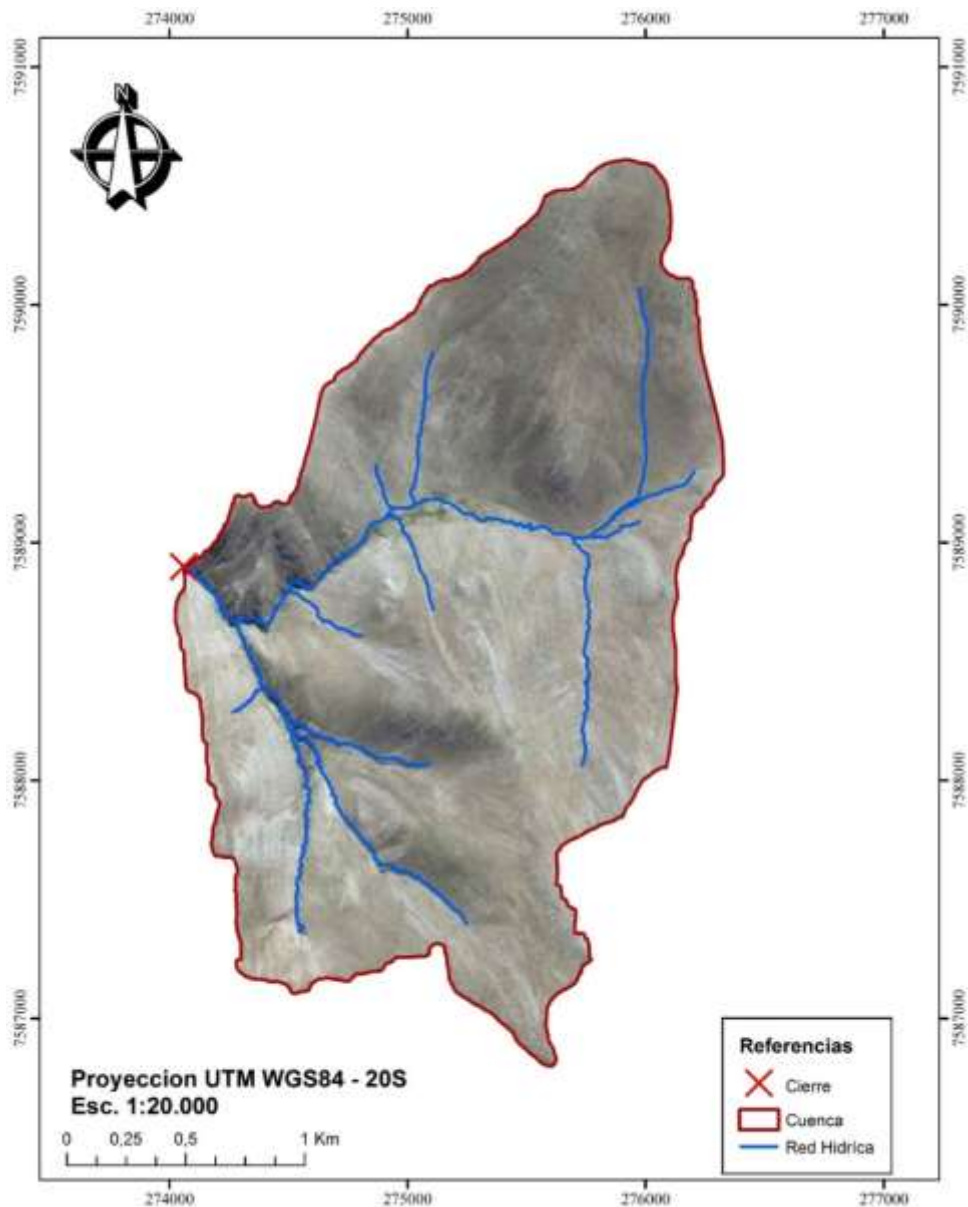 274000 275000 276000 277000
7591000 7591000
N
7590000 7590000
7589000 7589000
7588000 7588000
7587000 7587000
Proyeccion UTM WGS84 - 20S
Esc. 1:20.000
0 0,25 0,5 1 Km
Referencias
Cierre
Cuenca
Red Hidrica
274000 275000 276000 277000